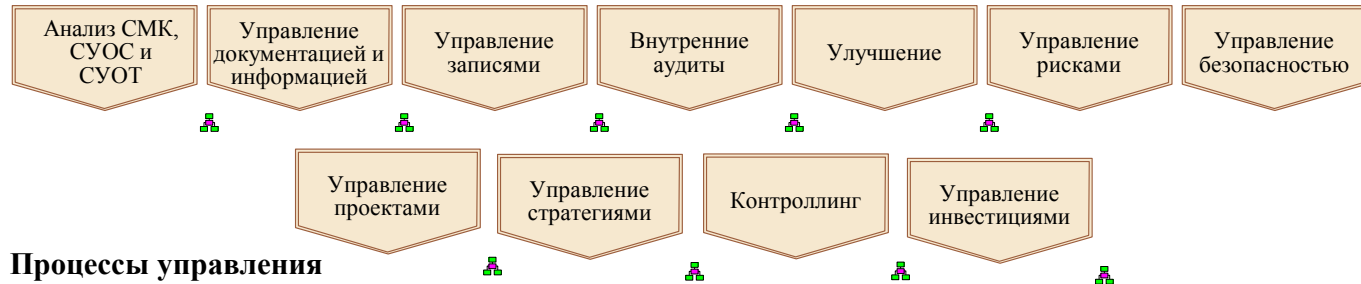 Анализ СМК,
СУОС и
СУОТ
Управление
документацией и
информацией
Управление
записями
Внутренние
аудиты
Улучшение
Управление
рисками
Управление
безопасностью
Управление
проектами
Управление
стратегиями
Контроллинг
Управление
инвестициями
Процессы управления